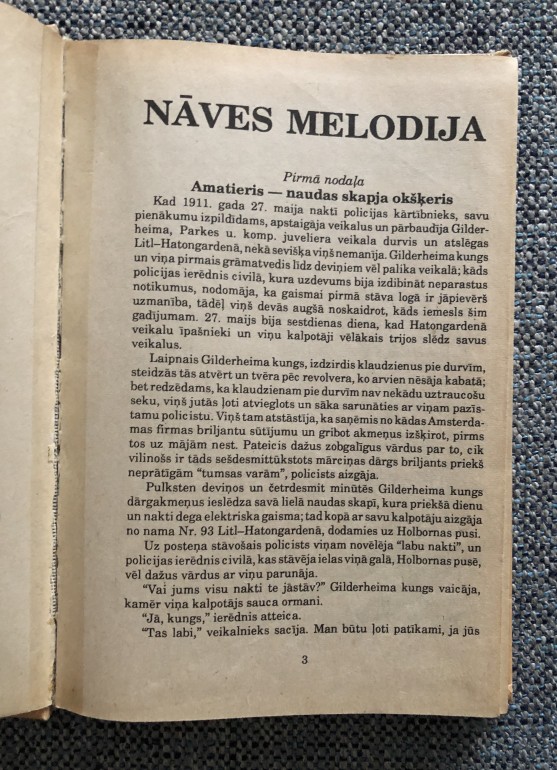 NĀVES MELODIJA
Pirmā nodaļa
Amatieris — naudas skapja okšķeris
Kad 1911. gada 27. maija naktī policijas kārtībnieks, savu
pienākumu izpildīdams, apstaigāja veikalus un pārbaudīja Gilder-
heima, Parkes u. komp. juveliera veikala durvis un atslēgas
Litl–Hatongardenā, nekā sevišķa viņš nemanīja. Gilderheima kungs
un viņa pirmais grāmatvedis līdz deviņiem vēl palika veikalā; kāds
policijas ierēdnis civilā, kura uzdevums bija izdibināt neparastus
notikumus, nodomāja, ka gaismai pirmā stāva logā ir jāpievērš
uzmanība, tādēļ viņš devās augšā noskaidrot, kāds iemesls šim
gadījumam. 27. maijs bija sestdienas diena, kad Hatongardenā
veikalu īpašnieki un viņu kalpotāji vēlākais trijos slēdz savus
veikalus.
Laipnais Gilderheima kungs, izdzirdis klaudzienus pie durvīm,
steidzās tās atvērt un tvēra pēc revolvera, ko arvien nēsāja kabatā;
bet redzēdams, ka klaudzienam pie durvīm nav nekādu uztraucošu
seku, viņš jutās ļoti atvieglots un sāka sarunāties ar viņam pazīs-
tamu policistu. Viņš tam atstāstīja, ka saņēmis no kādas Amsterda-
mas firmas briljantu sūtījumu un gribot akmeņus izšķirot, pirms
tos uz mājām nest. Pateicis dažus zobgalīgus vārdus par to, cik
vilinošs ir tāds sešdesmittūkstots mārciņas dārgs briljants priekš
neprātīgām "tumsas varām", policists aizgāja.
Pulksten deviņos un četrdesmit minūtēs Gilderheima kungs
dārgakmeņus ieslēdza savā lielā naudas skapī, kura priekšā dienu
un nakti dega elektriska gaisma; tad kopā ar savu kalpotāju aizgāja
no nama Nr. 93 Litl–Hatongardenā, dodamies uz Holbornas pusi.
Uz posteņa stāvošais policists viņam novēlēja "labu nakti", un
policijas ierēdnis civilā, kas stāvēja ielas viņā galā, Holbornas pusē,
vēl dažus vārdus ar viņu parunāja.
"Vai jums visu nakti te jāstāv?" Gilderheima kungs vaicāja,
kamēr viņa kalpotājs sauca ormani.
"Jā, kungs," ierēdnis atteica.
"Tas labi," veikalnieks sacīja. Man būtu ļoti patīkami, ja jūs
3